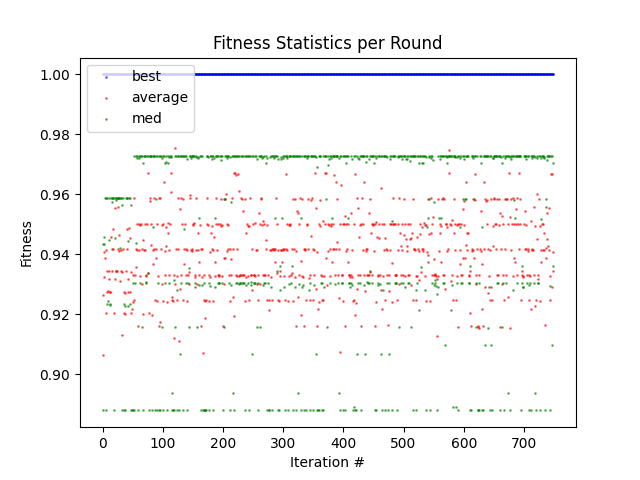 Fitness Statistics per Round
best
average
med
1.00
0.98
0.96
0.94
0.92
0.90
Fitness
0 100 200 300 400 500 600 700
Iteration #